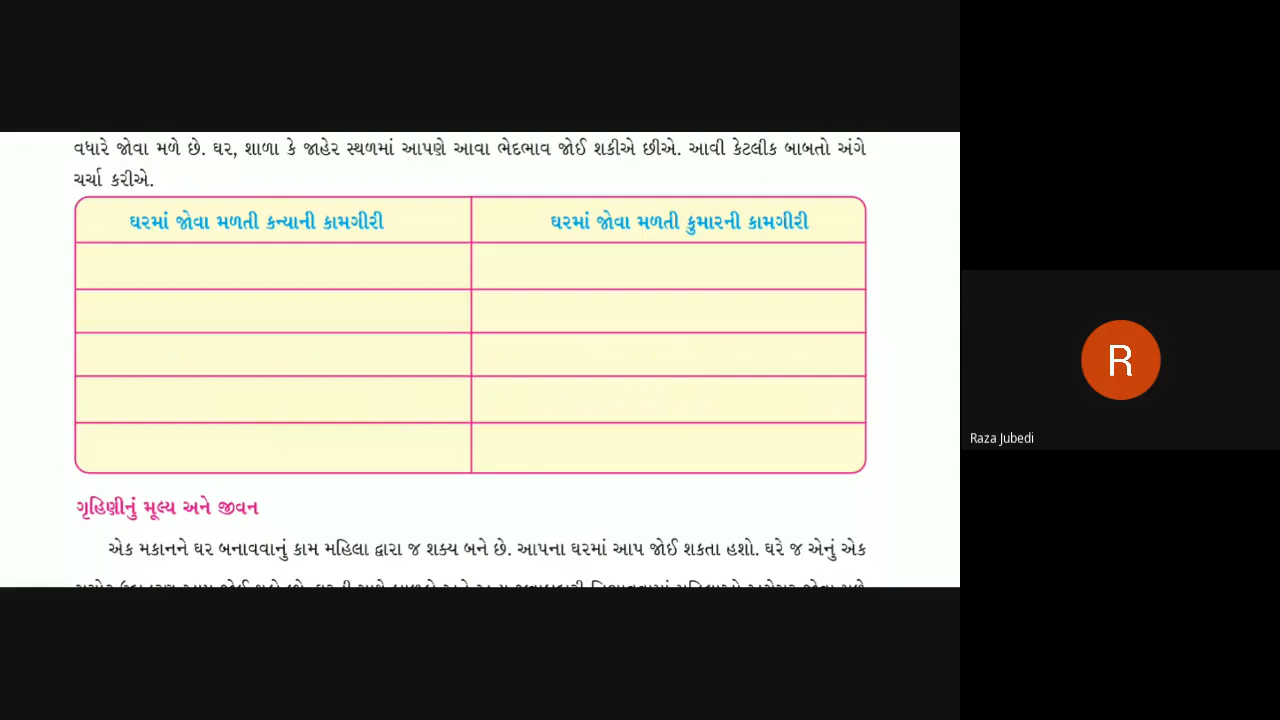 વધારે જોવા મળે છે. ઘર, શાળા કે જાહેર સ્થળમાં આપણે આવા ભેદભાવ જોઈ શકીએ છીએ. આવી કેટલીક બાબતો અંગે
ચર્ચા કરીએ.
ઘરમાં જોવા મળતી કન્યાની કામગીરી
ઘરમાં જોવા મળતી કુમારની કામગીરી
ગૃહિણીનું મૂલ્ય અને જીવન
એક મકાનને ઘર બનાવવાનું કામ મહિલા દ્વારા જ શક્ય બને છે. આપના ઘરમાં આપ જોઈ શકતા હશો. ઘરે જ એનું એક
R
Raza Jubedi